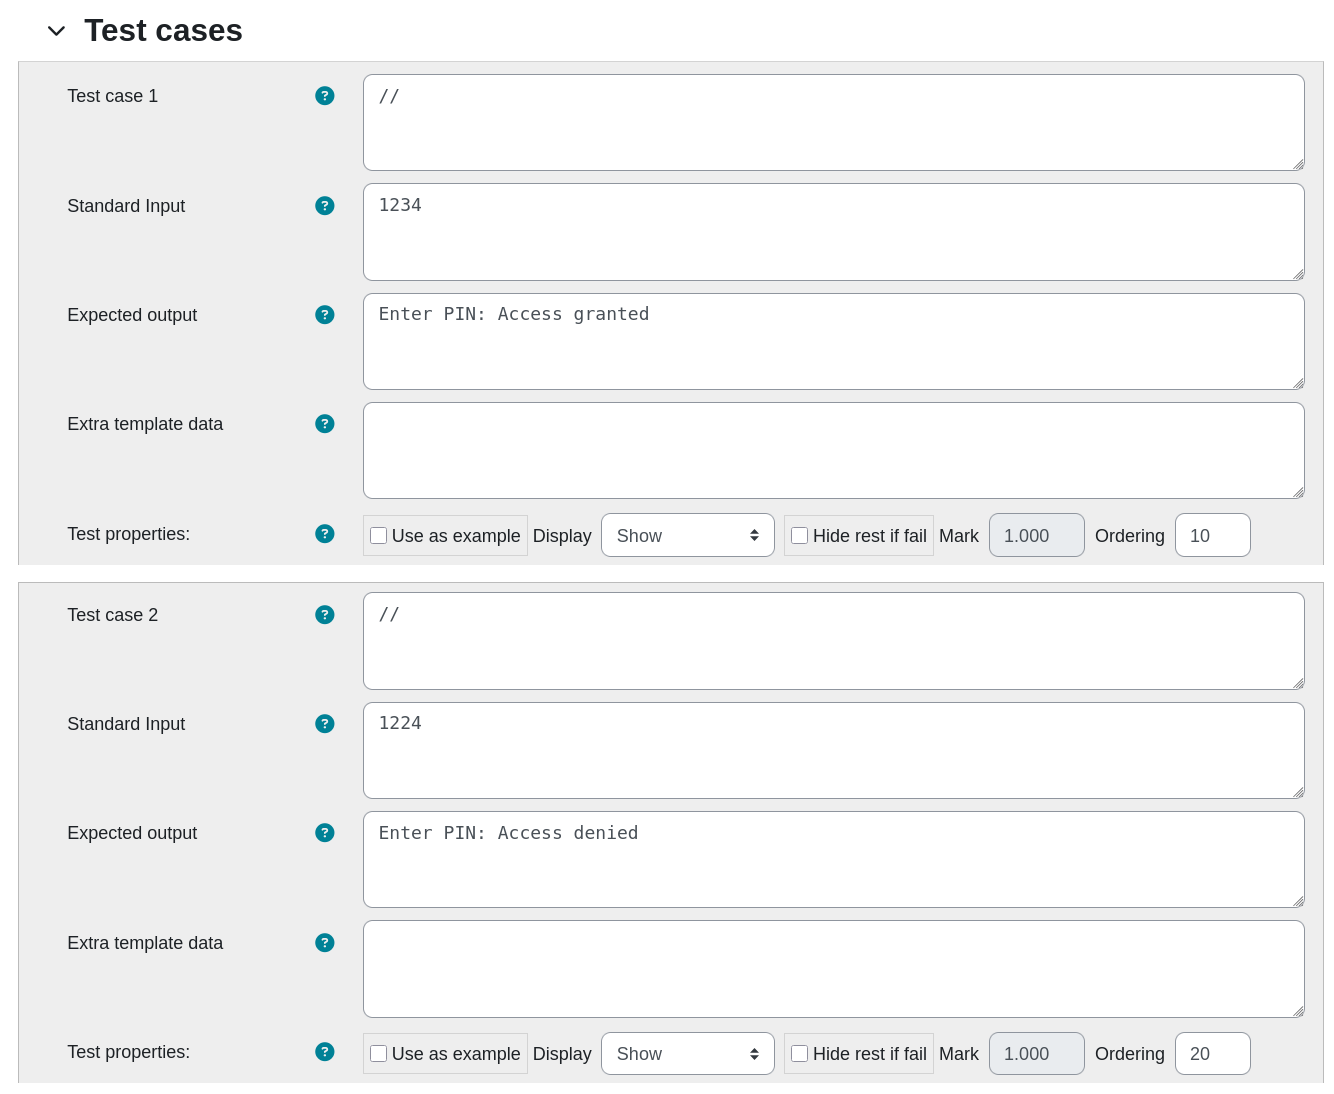 Test cases
Test case 1
//
Standard Input
1234
Expected output
Enter PIN: Access granted
Extra template data
Test properties: Use as example Display Show Hide rest if fail Mark 1.000 Ordering 10
Test case 2
//
Standard Input
1224
Expected output
Enter PIN: Access denied
Extra template data
Test properties: Use as example Display Show Hide rest if fail Mark 1.000 Ordering 20